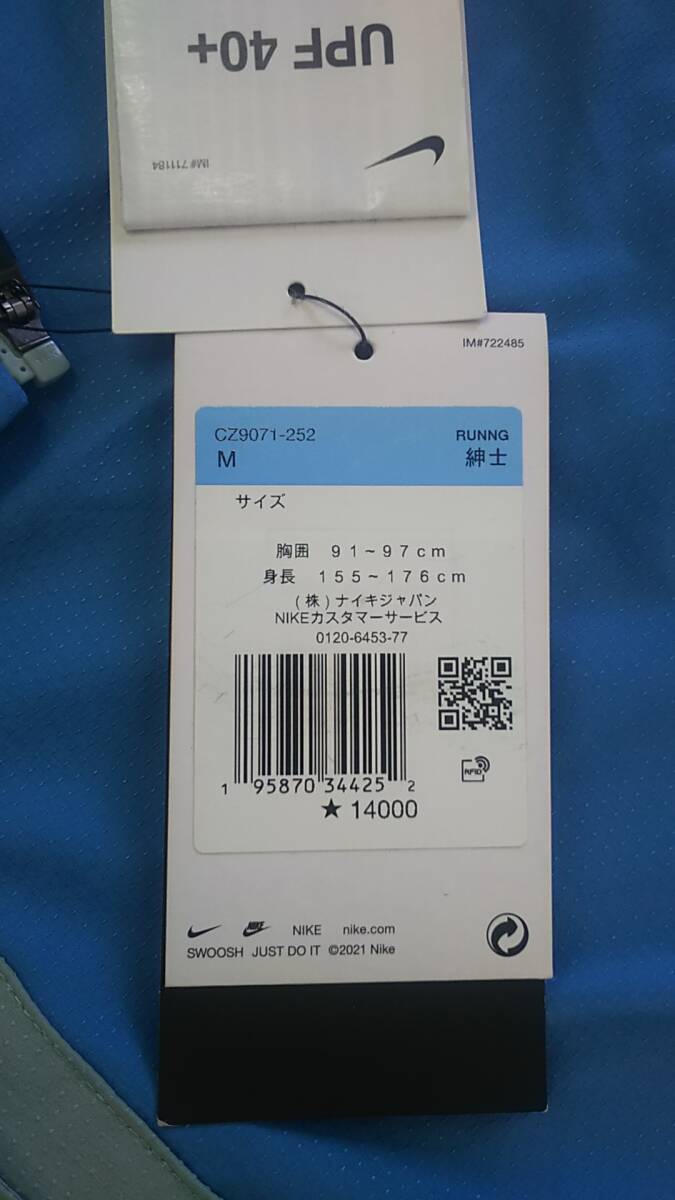 UPF 40+
IM#711184
IM#722485
CZ9071-252 RUNNG
M 紳士
サイズ
胸囲 91~97cm
身長 155~176cm
(株)ナイキジャパン
NIKEカスタマーサービス
0120-6453-77
RFID
1 95870 34425 2
★ 14000
NIKE NIKE nike.com
SWOOSH JUST DO IT ©2021 Nike